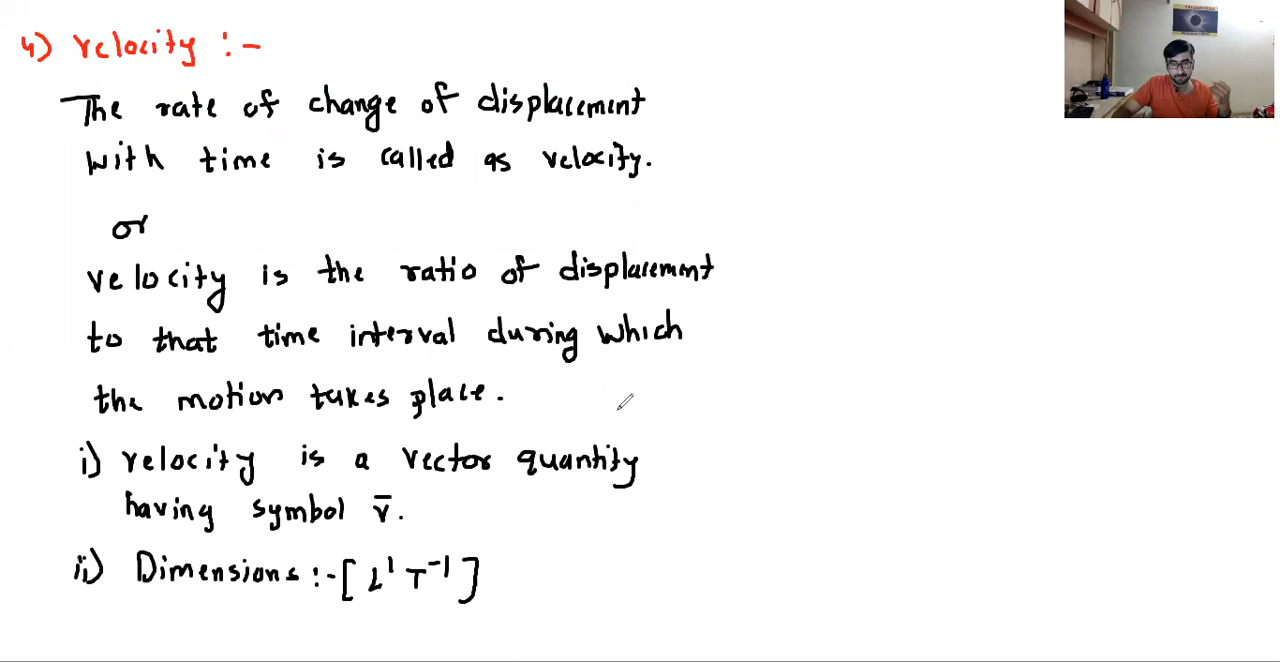 4) Velocity :-
The rate of change of displacement
with time is called as velocity.
or
velocity is the ratio of displacement
to that time interval during which
the motion takes place.
i) velocity is a vector quantity
having symbol v̅.
ii) Dimensions :- [L¹ T⁻¹]